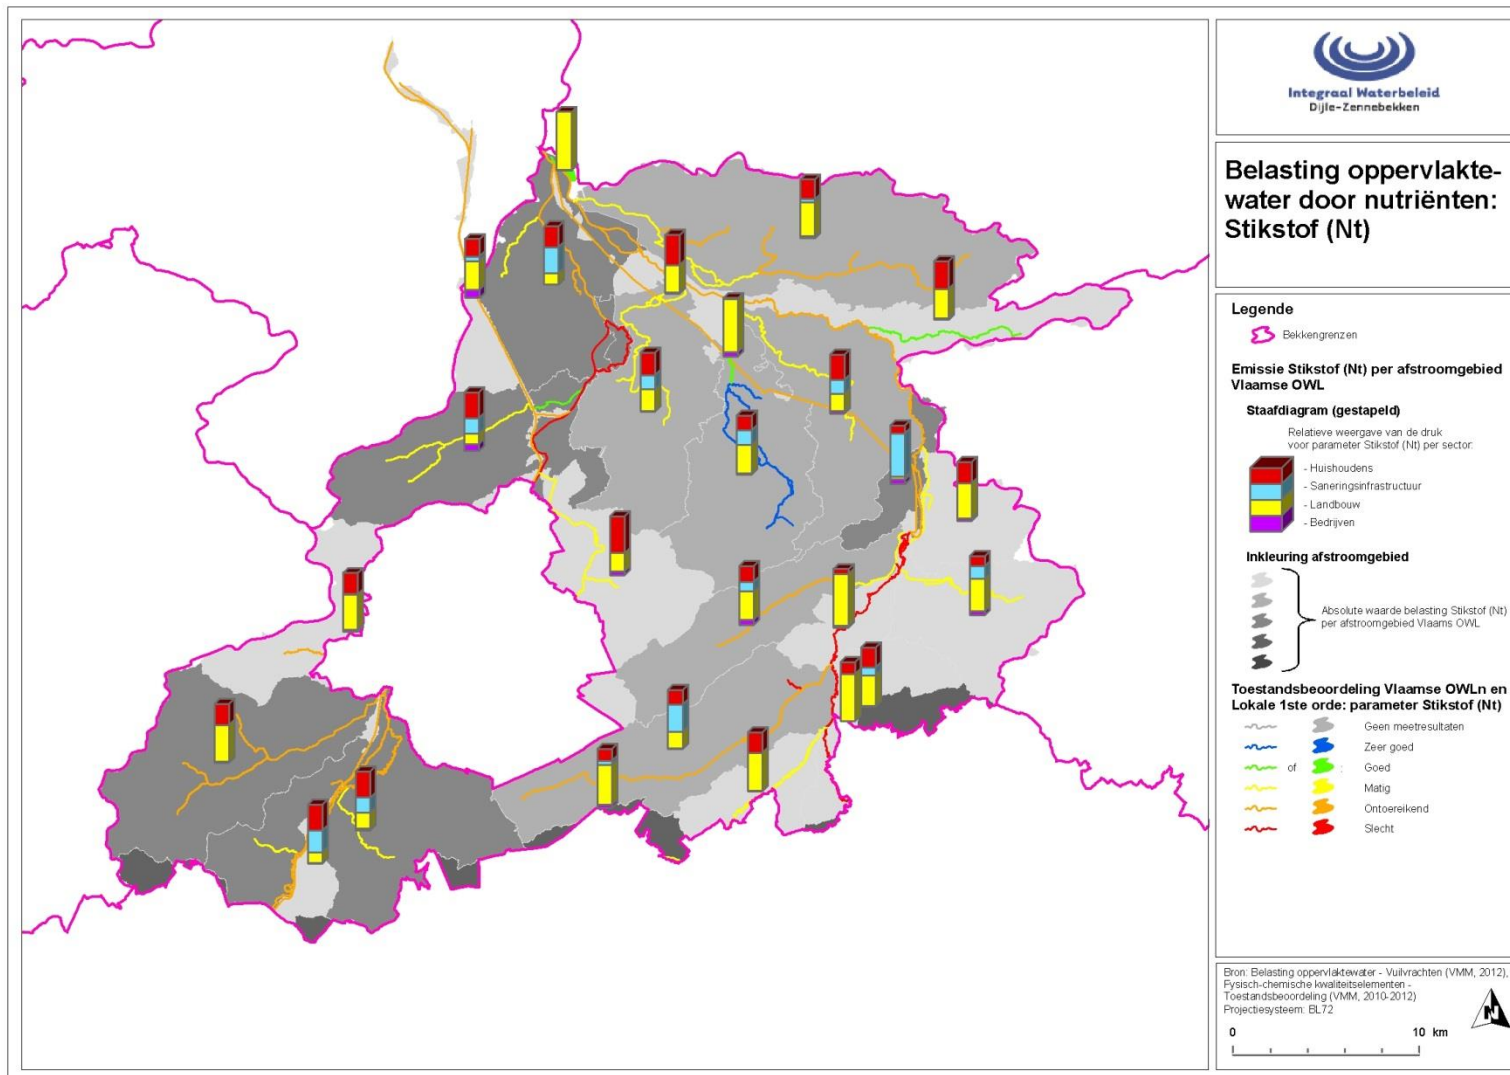 Integraal Waterbeleid
Dijle-Zennebekken
Belasting oppervlakte-
water door nutriënten:
Stikstof (Nt)
Legende
Bekkengrenzen
Emissie Stikstof (Nt) per afstroomgebied
Vlaamse OWL
Staafdiagram (gestapeld)
Relatieve weergave van de druk
voor parameter Stikstof (Nt) per sector:
- Huishoudens
- Saneringsinfrastructuur
- Landbouw
- Bedrijven
Inkleuring afstroomgebied
Absolute waarde belasting Stikstof (Nt)
per afstroomgebied Vlaams OWL
Toestandsbeoordeling Vlaamse OWLn en
Lokale 1ste orde: parameter Stikstof (Nt)
Geen meetresultaten
Zeer goed
of : Goed
Matig
Ontoereikend
Slecht
Bron: Belasting oppervlaktewater - Vuilvrachten (VMM, 2012),
Fysisch-chemische kwaliteitselementen -
Toestandsbeoordeling (VMM, 2010-2012)
Projectiesysteem: BL72
N
0 10 km